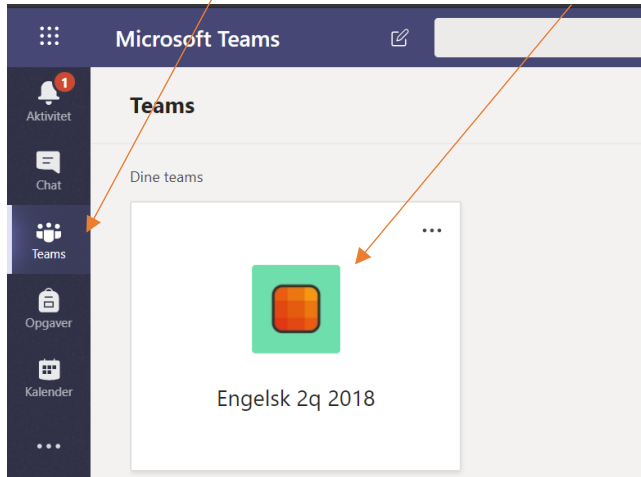 Microsoft Teams
1
Aktivitet
Teams
Chat
Dine teams
Teams
Opgaver
Kalender
Engelsk 2q 2018